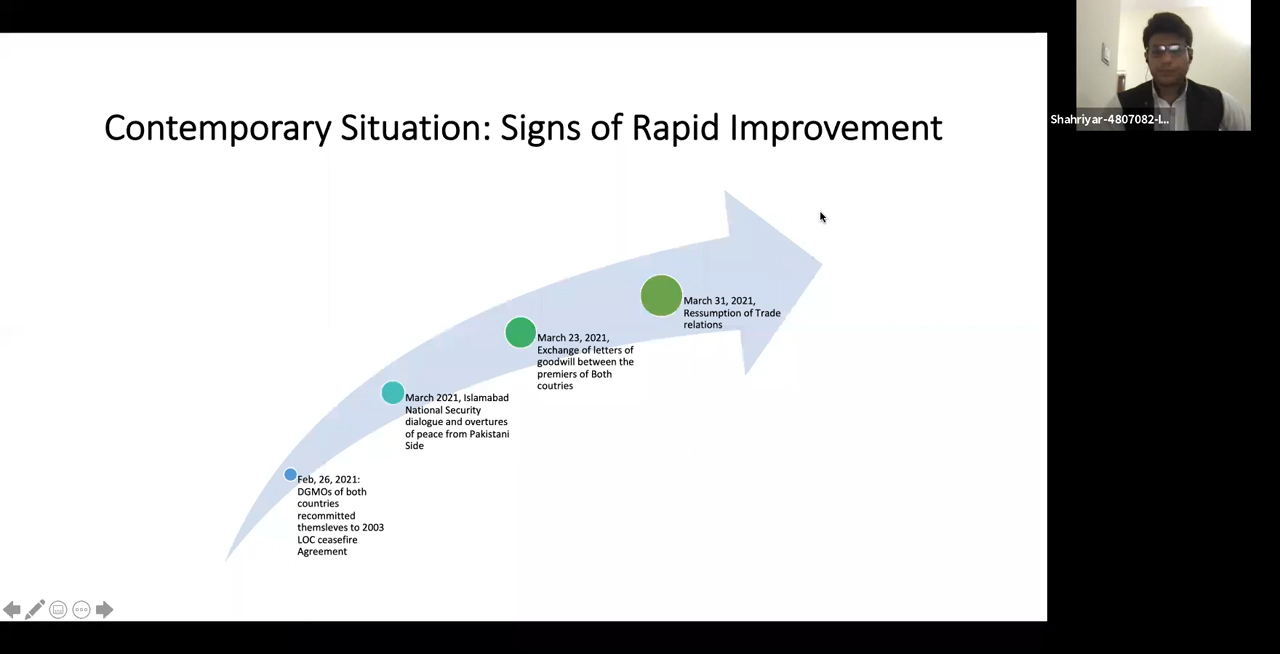 Contemporary Situation: Signs of Rapid Improvement
Shahriyar-4807082-I...
March 31, 2021,
Ressumption of Trade
relations
March 23, 2021,
Exchange of letters of
goodwill between the
premiers of Both
coutries
March 2021, Islamabad
National Security
dialogue and overtures
of peace from Pakistani
Side
Feb, 26, 2021:
DGMOs of both
countries
recommitted
themsleves to 2003
LOC ceasefire
Agreement